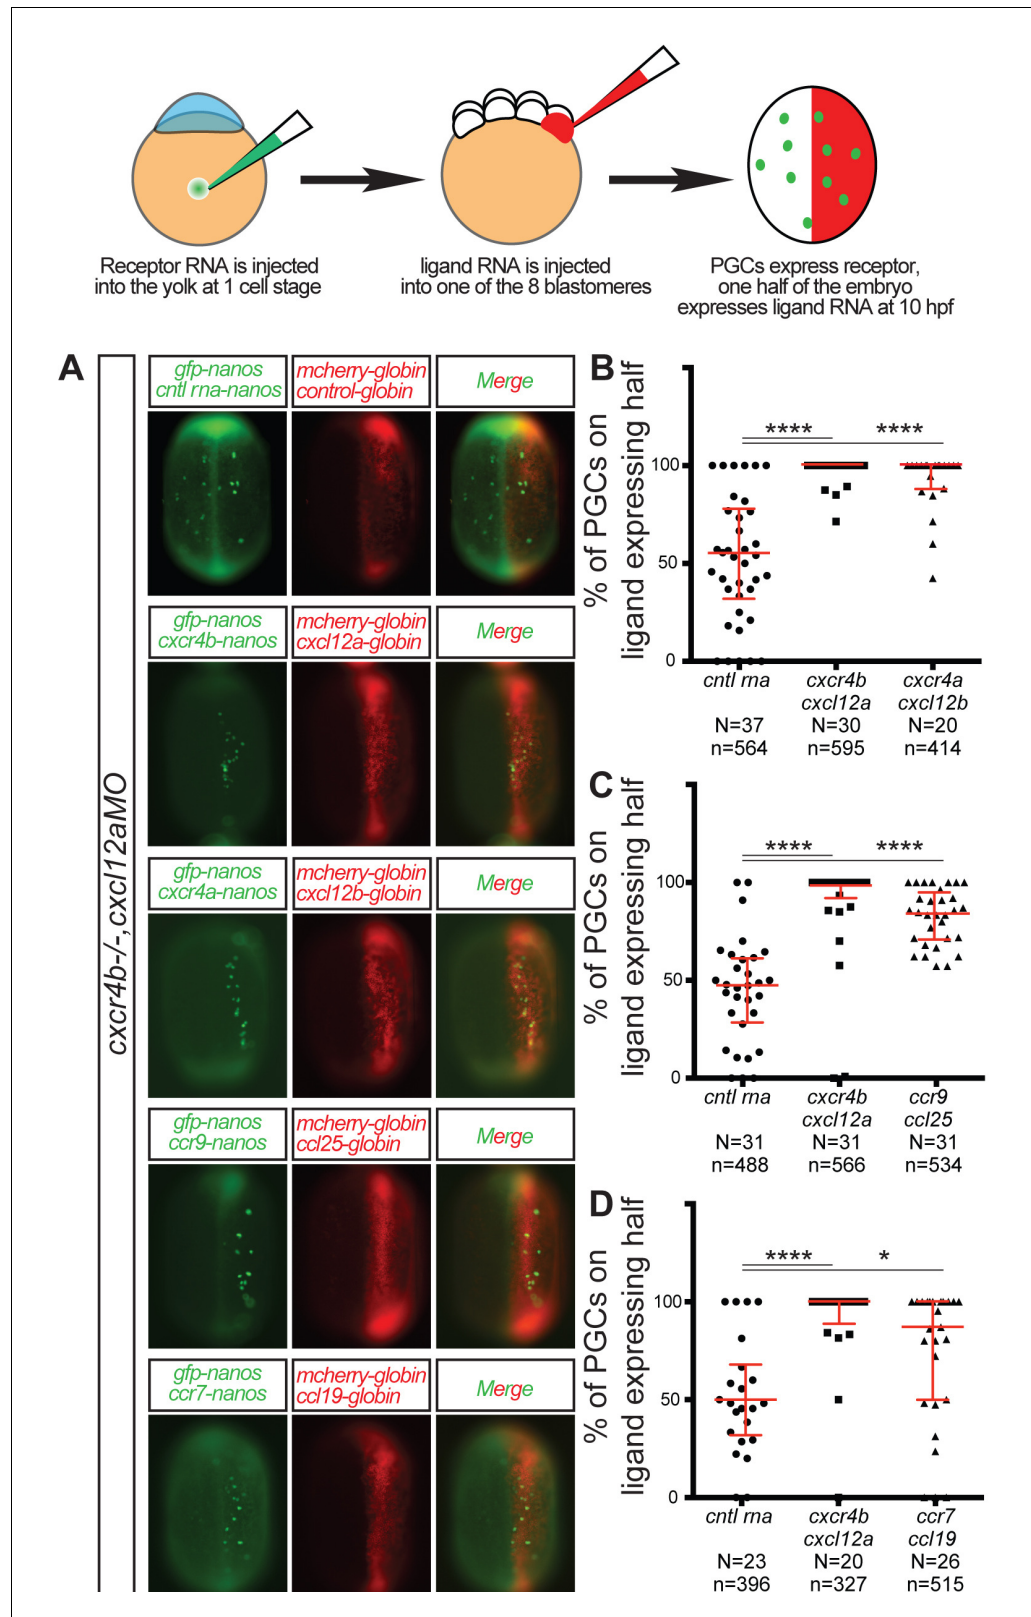 Receptor RNA is injected
into the yolk at 1 cell stage
ligand RNA is injected
into one of the 8 blastomeres
PGCs express receptor,
one half of the embryo
expresses ligand RNA at 10 hpf
A
cxcr4b-/-,cxcl12aMO
gfp-nanos
cntl rna-nanos
mcherry-globin
control-globin
Merge
gfp-nanos
cxcr4b-nanos
mcherry-globin
cxcl12a-globin
Merge
gfp-nanos
cxcr4a-nanos
mcherry-globin
cxcl12b-globin
Merge
gfp-nanos
ccr9-nanos
mcherry-globin
ccl25-globin
Merge
gfp-nanos
ccr7-nanos
mcherry-globin
ccl19-globin
Merge
B
% of PGCs on
ligand expressing half
**** ****
100
50
0
cntl rna
cxcr4b
cxcl12a
cxcr4a
cxcl12b
N=37 N=30 N=20
n=564 n=595 n=414
C
% of PGCs on
ligand expressing half
**** ****
100
50
0
cntl rna
cxcr4b
cxcl12a
ccr9
ccl25
N=31 N=31 N=31
n=488 n=566 n=534
D
% of PGCs on
ligand expressing half
**** *
100
50
0
cntl rna
cxcr4b
cxcl12a
ccr7
ccl19
N=23 N=20 N=26
n=396 n=327 n=515